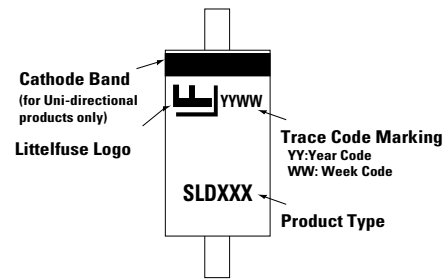 Cathode Band
(for Uni-directional
products only)
Littelfuse Logo
YYWW
Trace Code Marking
YY:Year Code
WW: Week Code
SLDXXX
Product Type